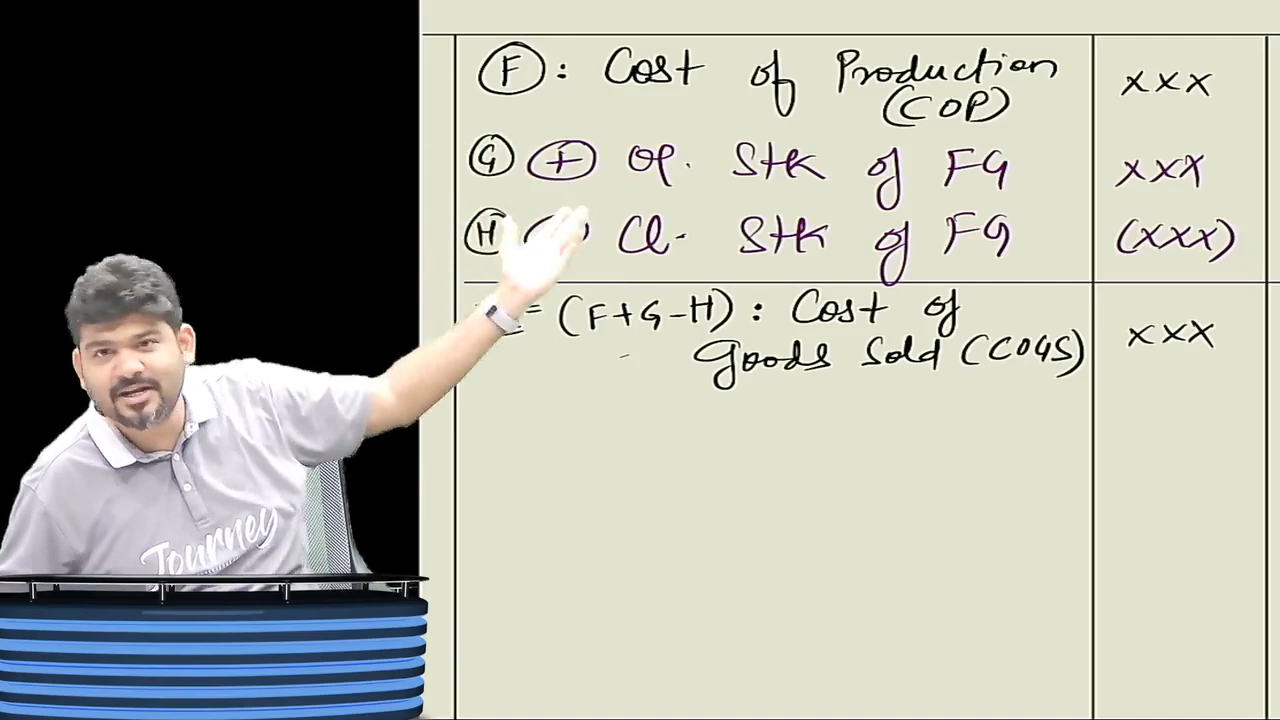 F : Cost of Production xxx
(COP)
G + Op. Stk of FG xxx
H Cl. Stk of FG (xxx)
= (F+G-H) : Cost of
Goods Sold (COGS) xxx
Journey